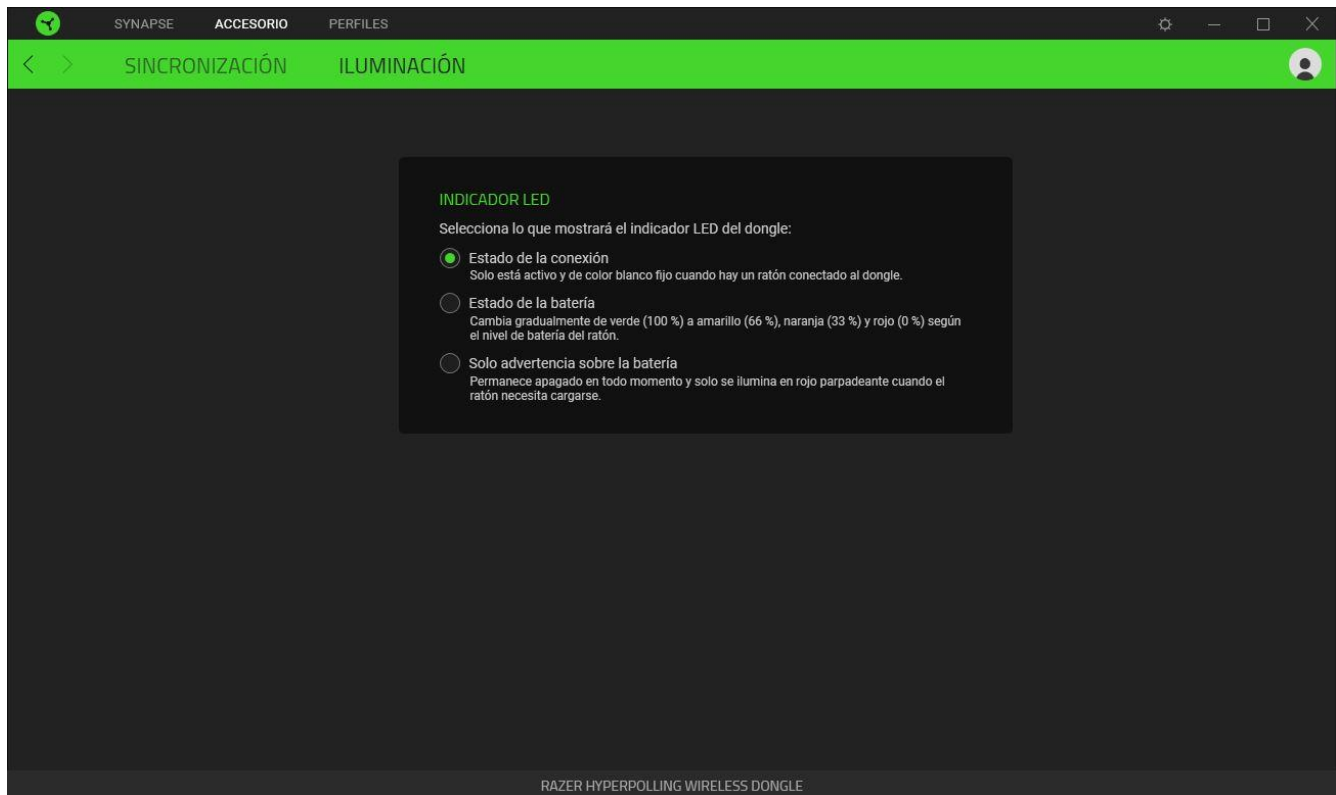 SYNAPSE ACCESORIO PERFILES
SINCRONIZACIÓN ILUMINACIÓN
INDICADOR LED
Selecciona lo que mostrará el indicador LED del dongle:
Estado de la conexión
Solo está activo y de color blanco fijo cuando hay un ratón conectado al dongle.
Estado de la batería
Cambia gradualmente de verde (100 %) a amarillo (66 %), naranja (33 %) y rojo (0 %) según
el nivel de batería del ratón.
Solo advertencia sobre la batería
Permanece apagado en todo momento y solo se ilumina en rojo parpadeante cuando el
ratón necesita cargarse.
RAZER HYPERPOLLING WIRELESS DONGLE